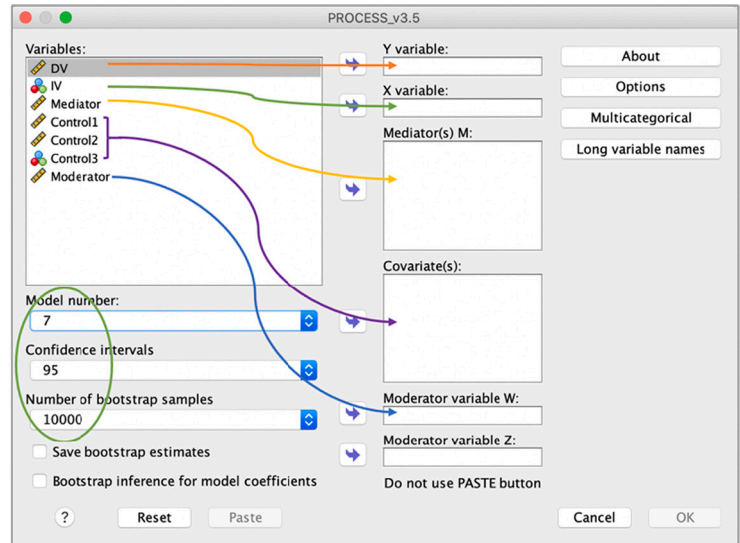 PROCESS_v3.5
Variables:
DV
IV
Mediator
Control1
Control2
Control3
Moderator
Model number:
7
Confidence intervals
95
Number of bootstrap samples
10000
Save bootstrap estimates
Bootstrap inference for model coefficients
?
Reset
Paste
Y variable:
X variable:
Mediator(s) M:
Covariate(s):
Moderator variable W:
Moderator variable Z:
Do not use PASTE button
About
Options
Multicategorical
Long variable names
Cancel
OK